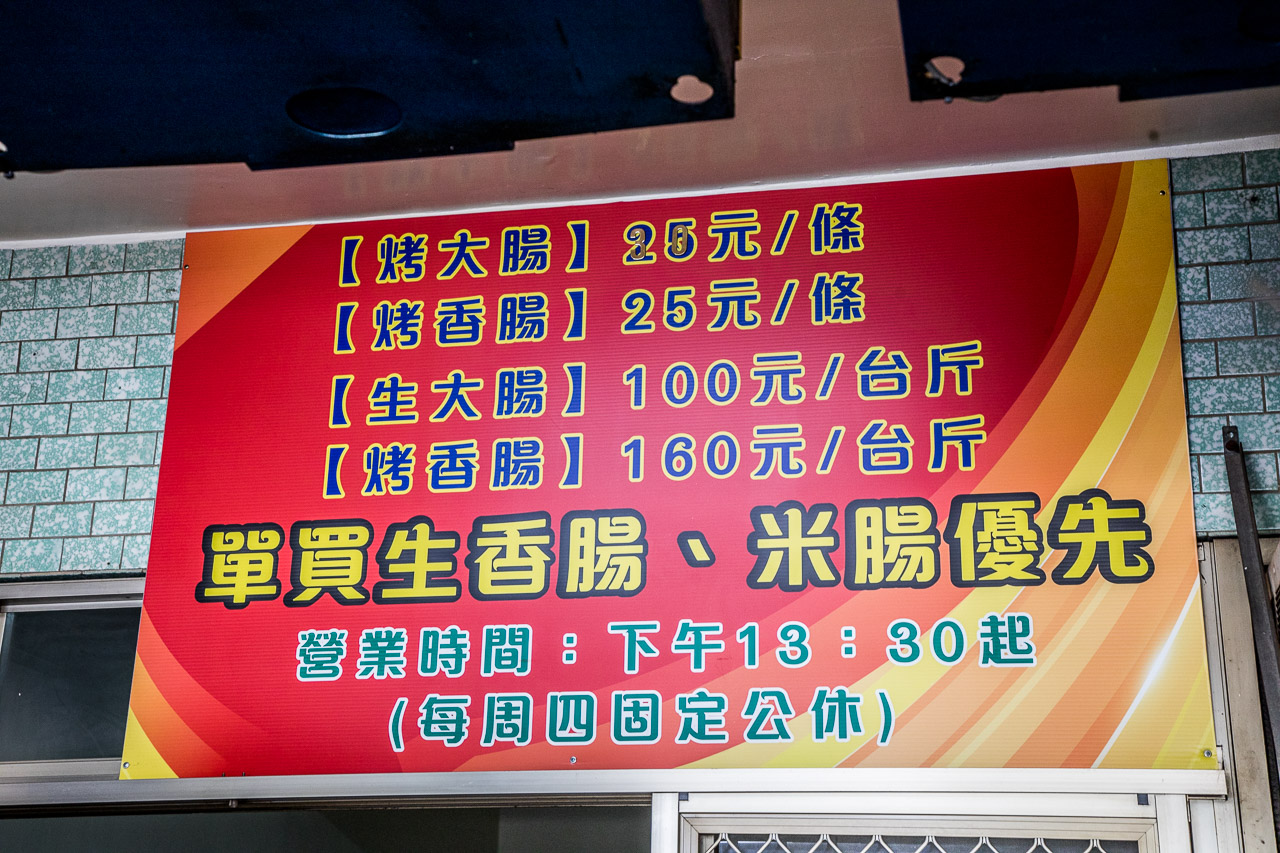 【烤大腸】30元/條
【烤香腸】25元/條
【生大腸】100元/台斤
【烤香腸】160元/台斤
單買生香腸、米腸優先
營業時間：下午13：30起
(每周四固定公休)